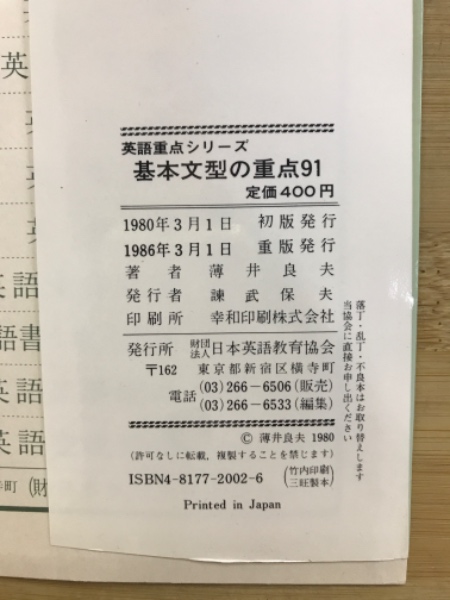 英語重点シリーズ
基本文型の重点91
定価400円
1980年3月1日 初版発行
1986年3月1日 重版発行
著者 薄井良夫
発行者 諫武保夫
印刷所 幸和印刷株式会社
発行所 財団法人日本英語教育協会
〒162 東京都新宿区横寺町
電話 (03)266-6506(販売)
(03)266-6533(編集)
© 薄井良夫 1980
(許可なしに転載,複製することを禁じます)
ISBN4-8177-2002-6 (竹内印刷 三旺製本)
Printed in Japan
落丁・乱丁・不良本はお取り替えします
当協会に直接お申し出ください
英
英語
語書
英語
英語
町 (財